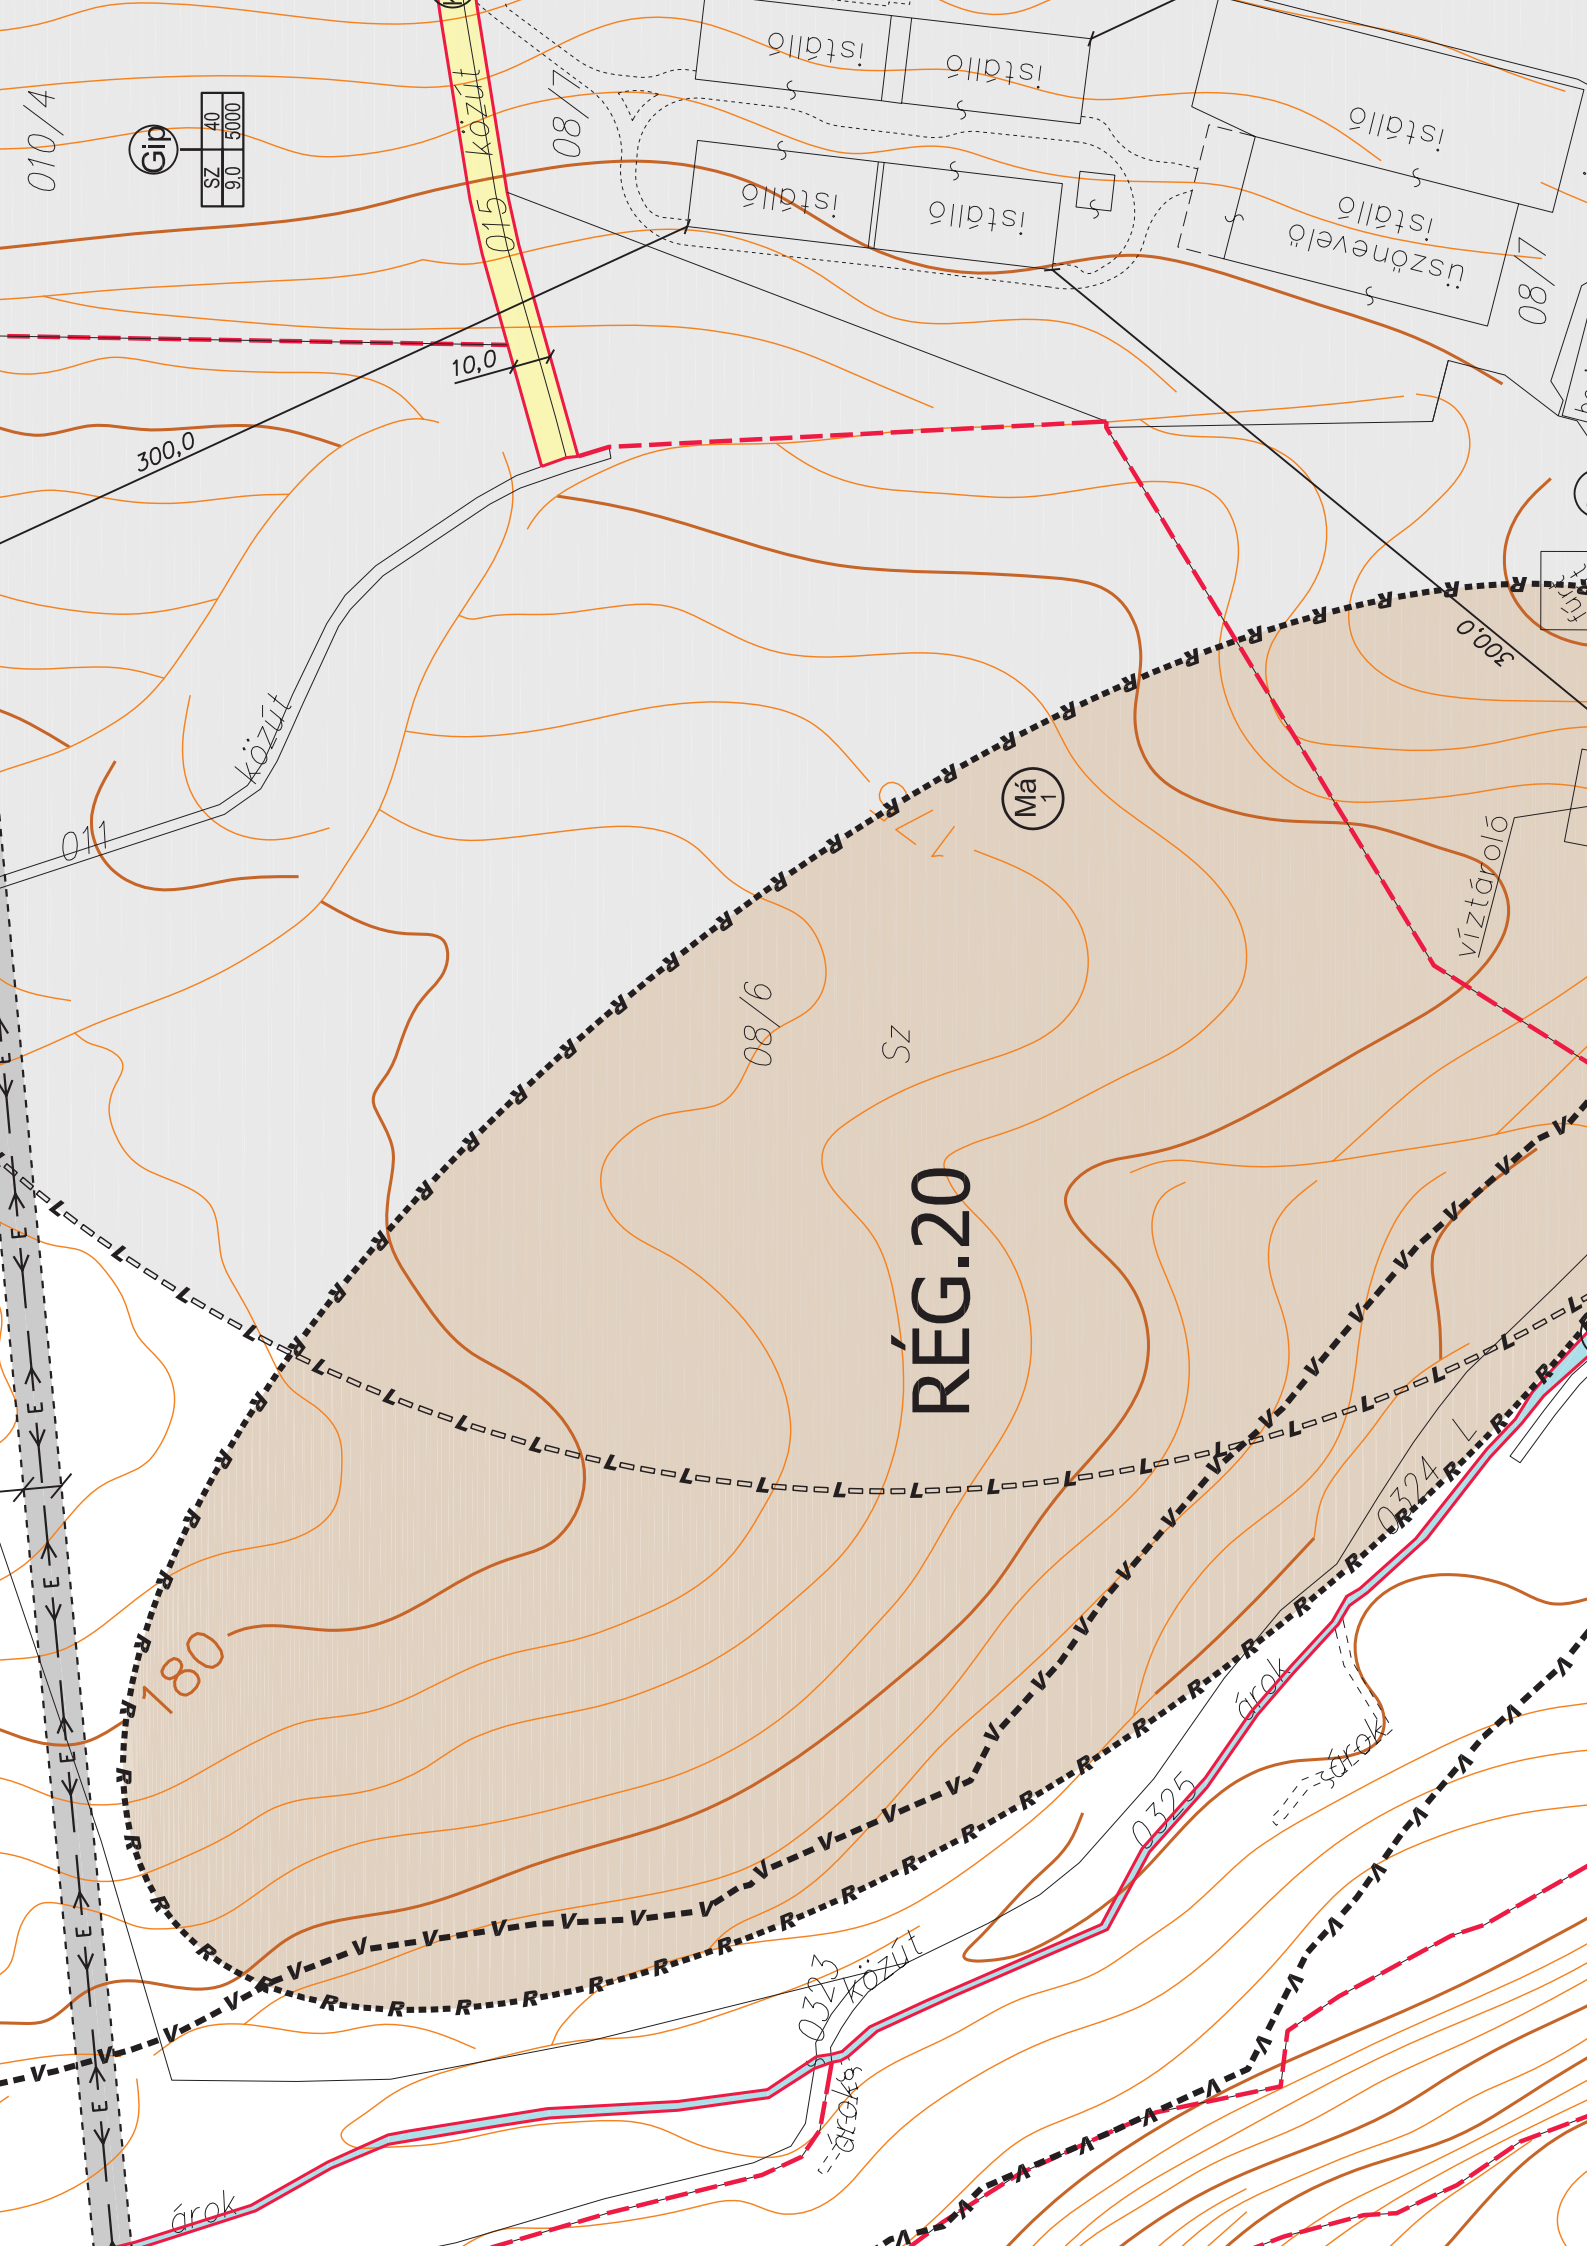 010/4
Gip
SZ 40
9.0 5000
015 közút
08/7
istálló
istálló
istálló
istálló
istálló
istálló
üszönevelő
08/7
10,0
300,0
300,0
közút
011
Má
1
víztároló
08/6
Sz
RÉG.20
180
0324
L
árok
0325
sárok
0323
közút
árok
árok
R R R R R R R R R R R R R R R R R R R R
L L L L L L L L L L L L L L L L L L L L
V V V V V V V V V V V V V V V V V V V V
E E E E E E E